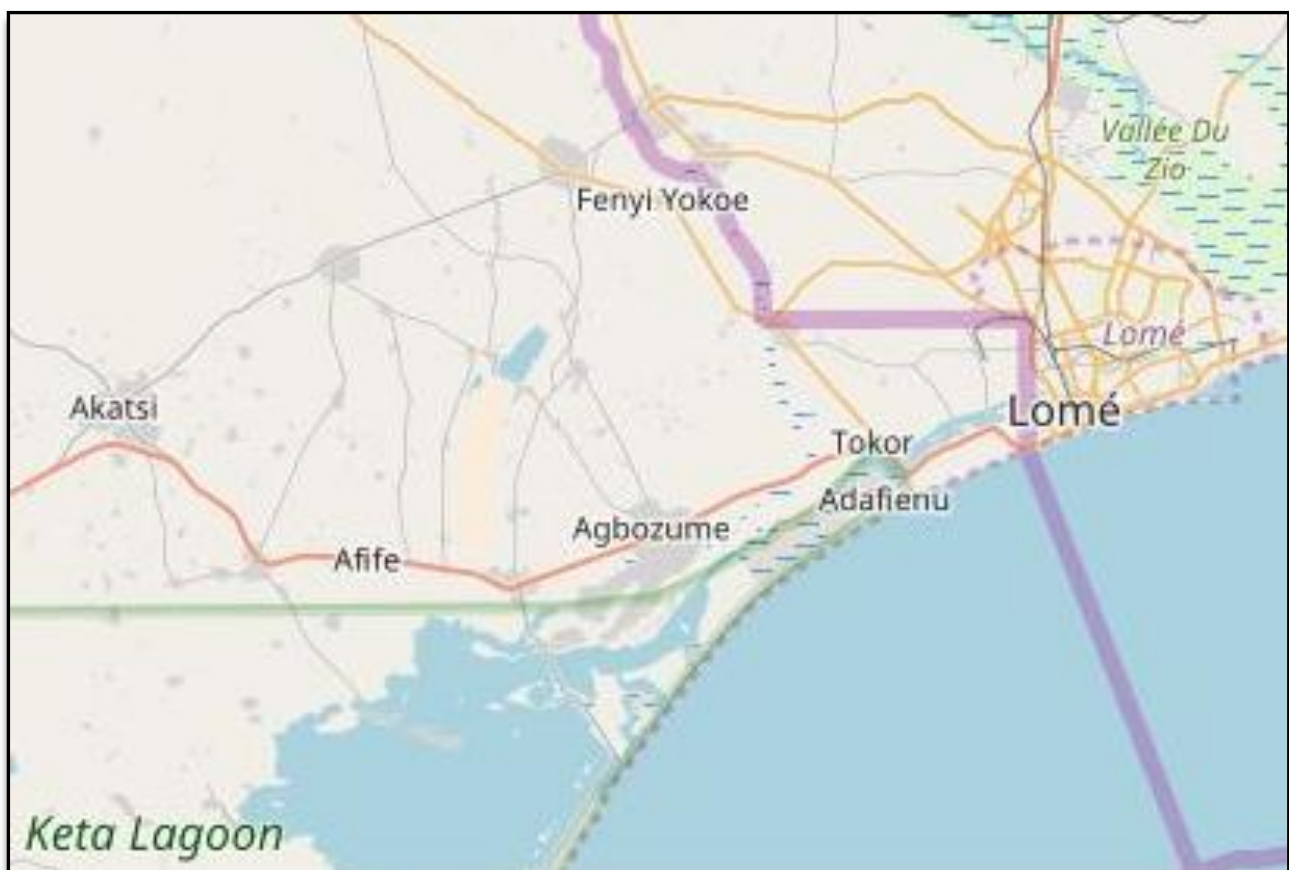 Vallée Du
Zio
Fenyi Yokoe
Lomé
Akatsi
Lomé
Tokor
Adafienu
Agbozume
Afife
Keta Lagoon